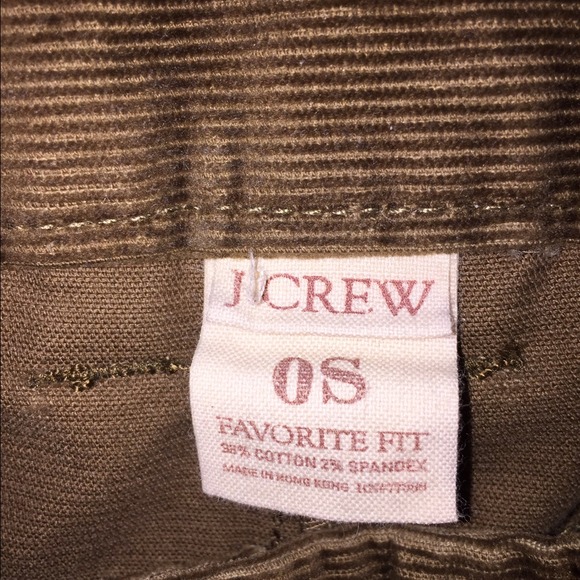 J.CREW
0S
FAVORITE FIT
98% COTTON 2% SPANDEX
MADE IN HONG KONG